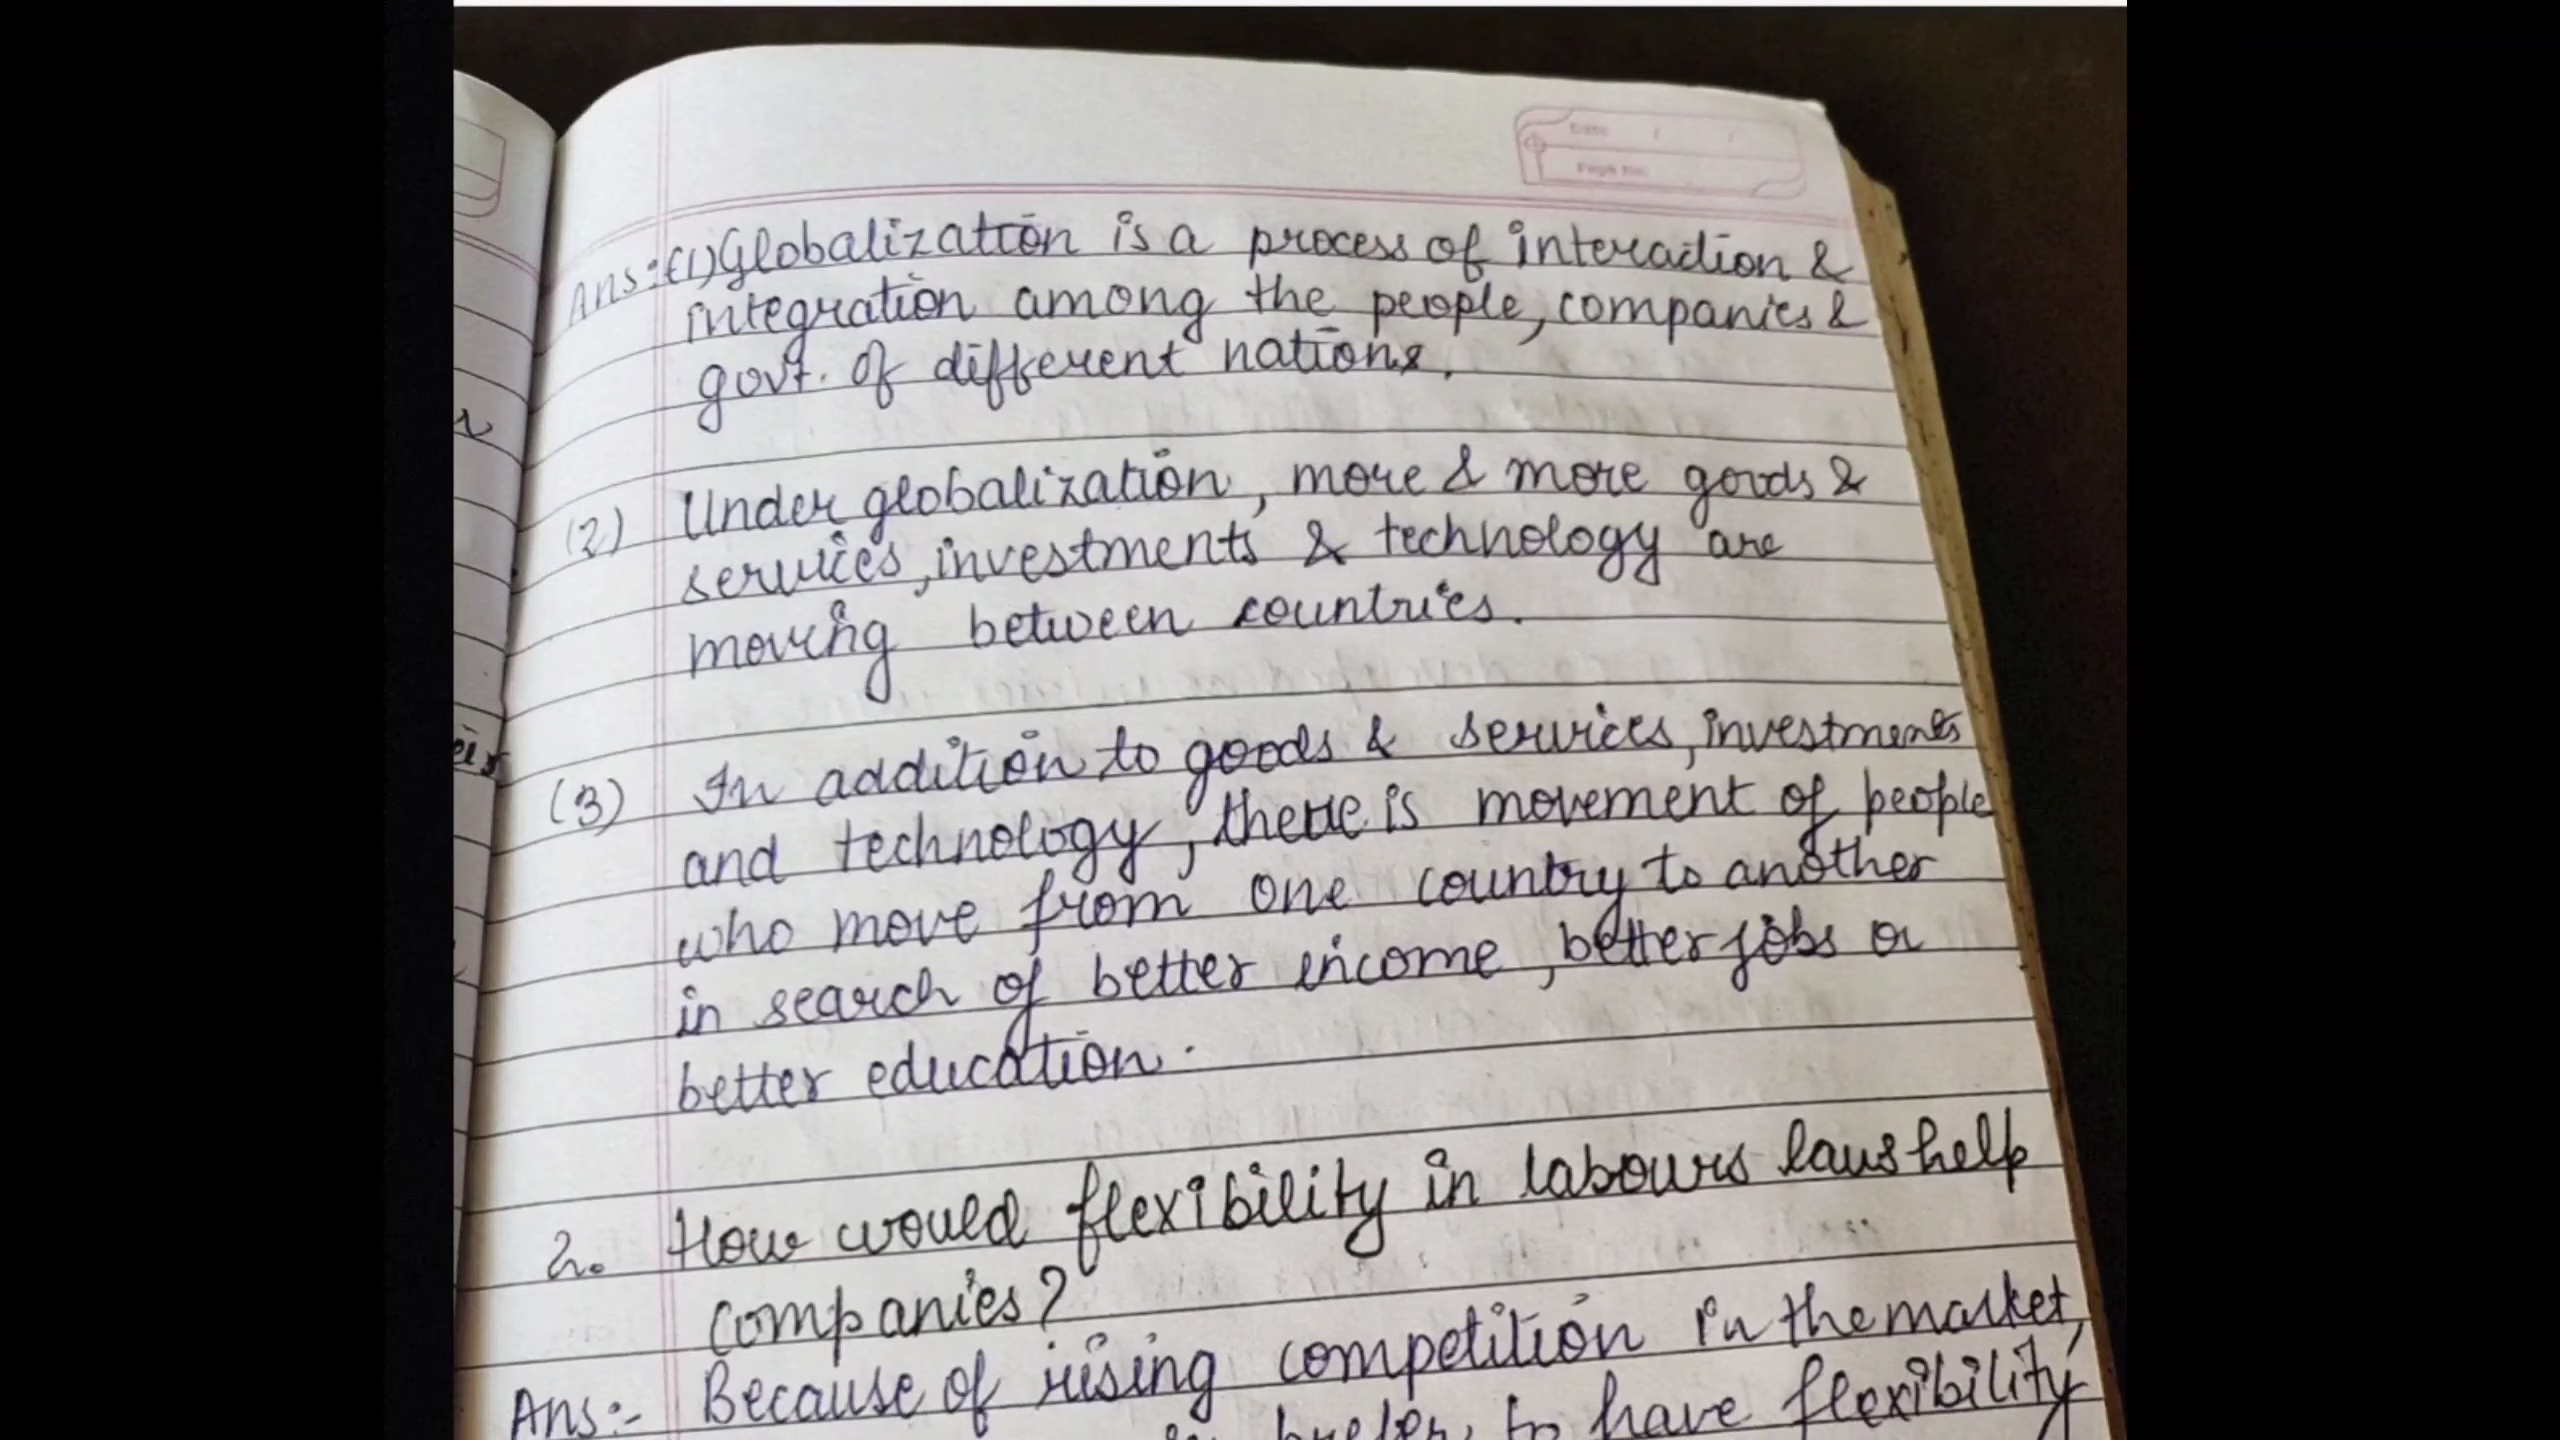 Date / /
Page No.
Ans:-(1) Globalization is a process of interaction &
integration among the people, companies &
govt. of different nations.
(2) Under globalization, more & more goods &
services, investments & technology are
moving between countries.
(3) In addition to goods & services, investments
and technology, there is movement of people
who move from one country to another
in search of better income, better jobs or
better education.
2. How would flexibility in labours laws help
companies?
Ans:- Because of rising competition in the market,
prefer to have flexibility